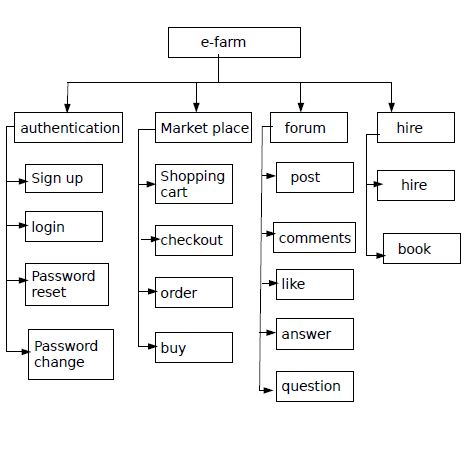 e-farm
authentication
Market place
forum
hire
Sign up
login
Password
reset
Password
change
Shopping
cart
checkout
order
buy
post
comments
like
answer
question
hire
book